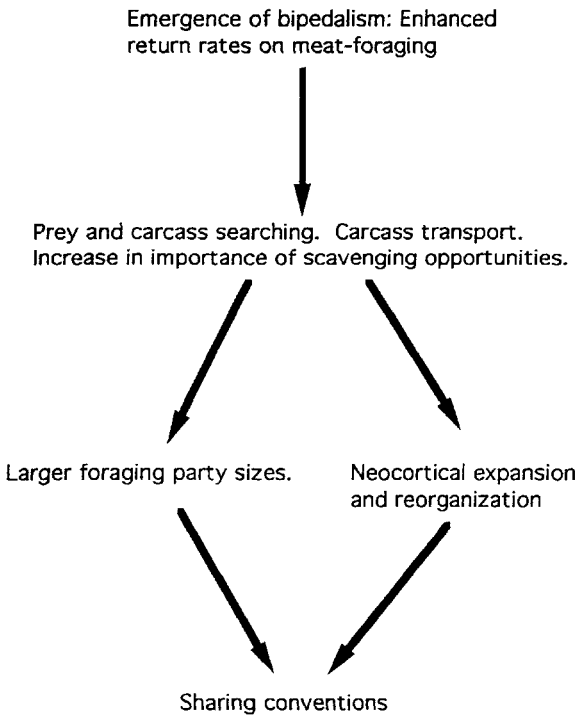 Emergence of bipedalism: Enhanced
return rates on meat-foraging
Prey and carcass searching. Carcass transport.
Increase in importance of scavenging opportunities.
Larger foraging party sizes.
Neocortical expansion
and reorganization
Sharing conventions